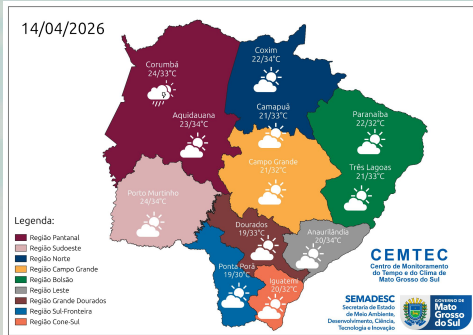 14/04/2026
Coxim
22/34°C
Corumbá
24/33°C
Camapuã
21/33°C
Aquidauana
23/34°C
Paranaíba
22/32°C
Campo Grande
21/32°C
Três Lagoas
21/33°C
Porto Murtinho
24/34°C
Dourados
19/33°C
Anaurilândia
20/34°C
Ponta Porã
19/30°C
Iguatemi
20/32°C
Legenda:
Região Pantanal
Região Sudoeste
Região Norte
Região Campo Grande
Região Bolsão
Região Leste
Região Grande Dourados
Região Sul-Fronteira
Região Cone-Sul
CEMTEC
Centro de Monitoramento
do Tempo e do Clima de
Mato Grosso do Sul
SEMADESC
Secretaria de Estado
de Meio Ambiente,
Desenvolvimento, Ciência,
Tecnologia e Inovação
GOVERNO DE
Mato
Grosso
do Sul